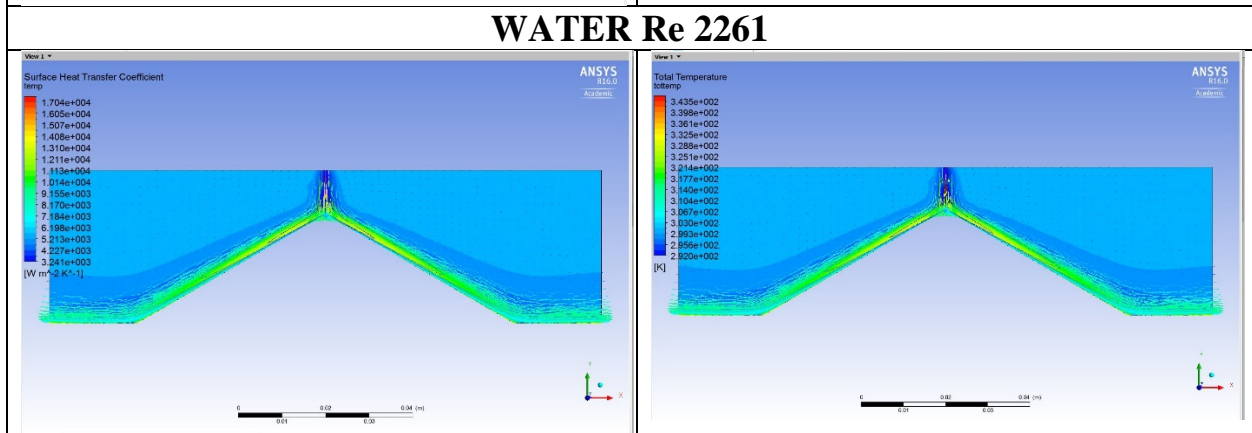 WATER Re 2261
View 1
Surface Heat Transfer Coefficient
temp
1.704e+004
1.605e+004
1.507e+004
1.408e+004
1.310e+004
1.211e+004
1.113e+004
1.014e+004
9.155e+003
8.170e+003
7.184e+003
6.198e+003
5.213e+003
4.227e+003
3.241e+003
[W m^-2 K^-1]
ANSYS
R16.0
Academic
Y
X
0 0.02 0.04 (m)
0.01 0.03
View 1
Total Temperature
tottemp
3.435e+002
3.398e+002
3.361e+002
3.325e+002
3.288e+002
3.251e+002
3.214e+002
3.177e+002
3.140e+002
3.104e+002
3.067e+002
3.030e+002
2.993e+002
2.956e+002
2.920e+002
[K]
ANSYS
R16.0
Academic
X
0 0.02 0.04 (m)
0.01 0.03